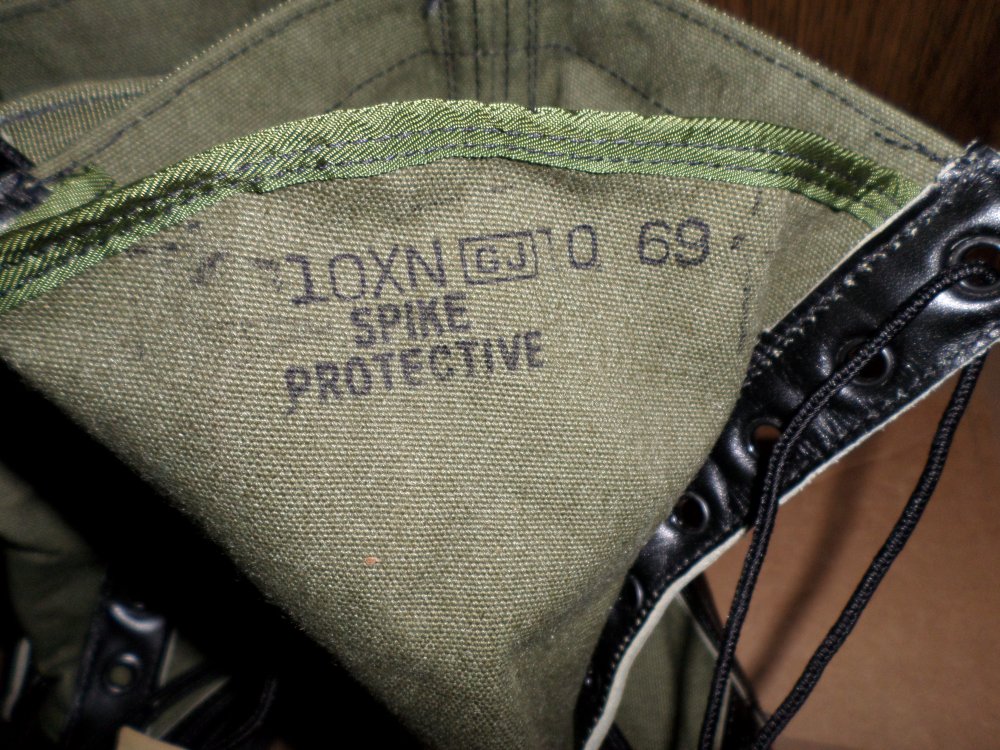 10XN GJ 0 69
SPIKE
PROTECTIVE